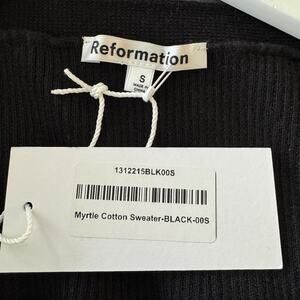 Reformation
S
MADE IN
CHINA
1312215BLK00S
Myrtle Cotton Sweater-BLACK-00S